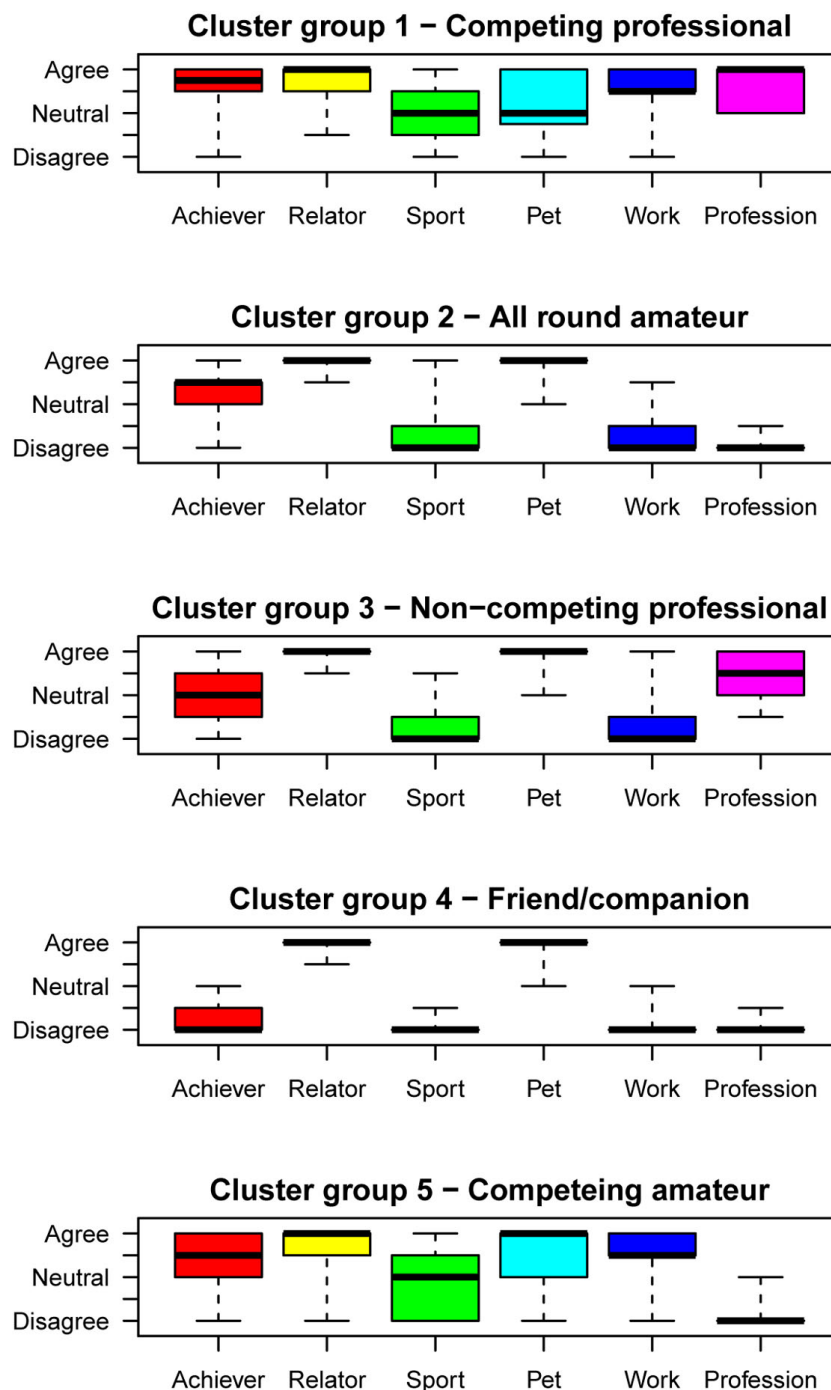 Cluster group 1 − Competing professional
Agree
Neutral
Disagree
Achiever Relator Sport Pet Work Profession
Cluster group 2 − All round amateur
Agree
Neutral
Disagree
Achiever Relator Sport Pet Work Profession
Cluster group 3 − Non−competing professional
Agree
Neutral
Disagree
Achiever Relator Sport Pet Work Profession
Cluster group 4 − Friend/companion
Agree
Neutral
Disagree
Achiever Relator Sport Pet Work Profession
Cluster group 5 − Competeing amateur
Agree
Neutral
Disagree
Achiever Relator Sport Pet Work Profession